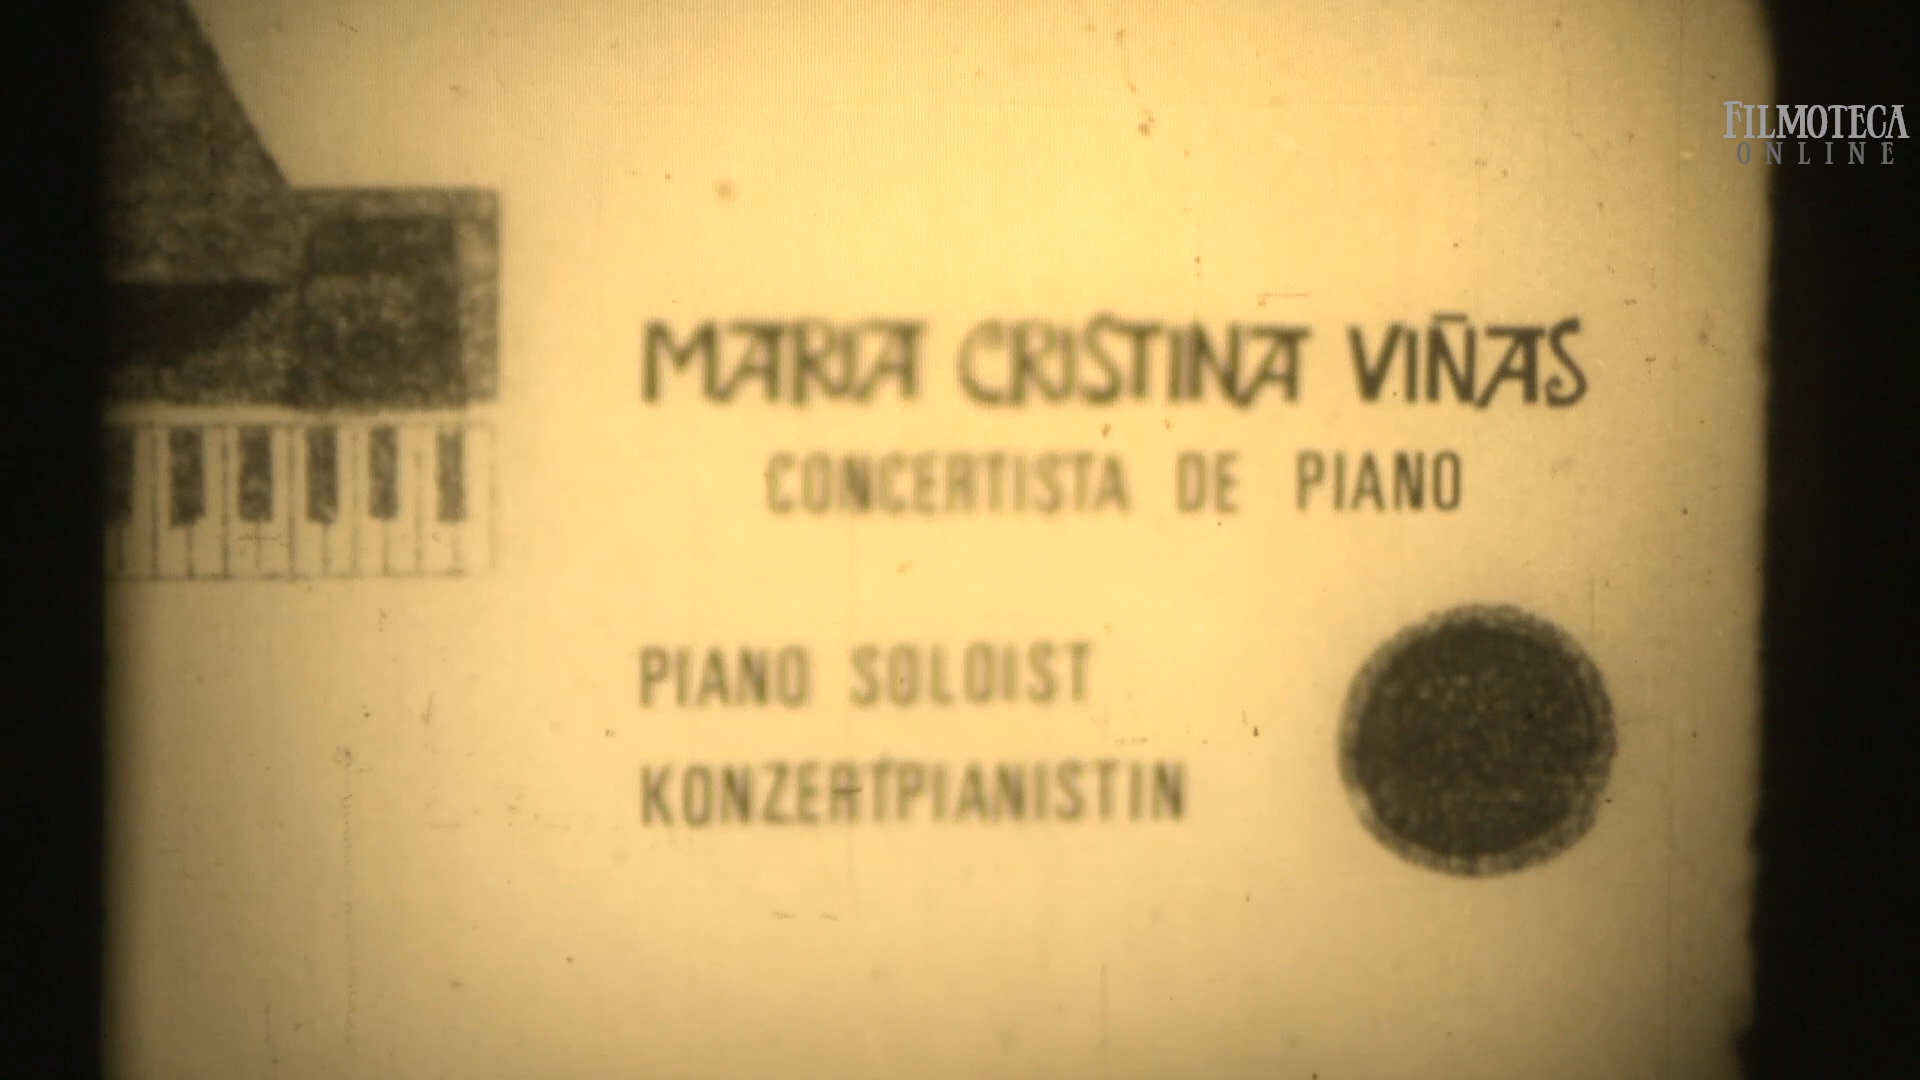 FILMOTECA
ONLINE
MARIA CRISTINA VIÑAS
CONCERTISTA DE PIANO
PIANO SOLOIST
KONZERTPIANISTIN